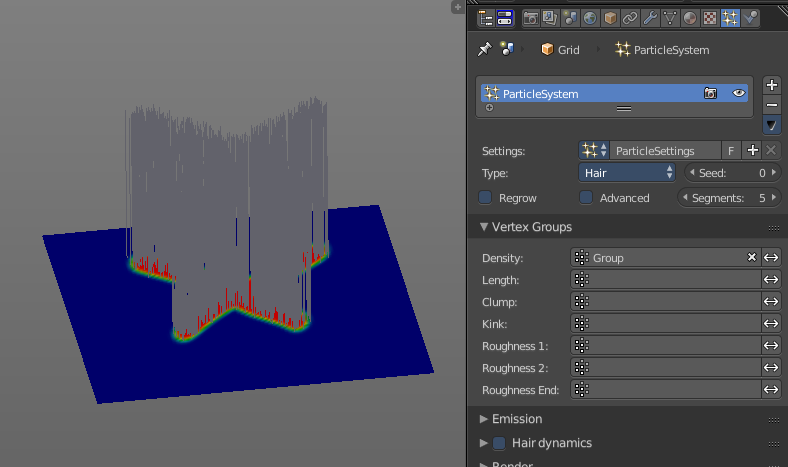 Grid ParticleSystem
ParticleSystem
Settings: ParticleSettings F
Type: Hair Seed: 0
Regrow Advanced Segments: 5
Vertex Groups
Density: Group
Length:
Clump:
Kink:
Roughness 1:
Roughness 2:
Roughness End:
Emission
Hair dynamics
Render